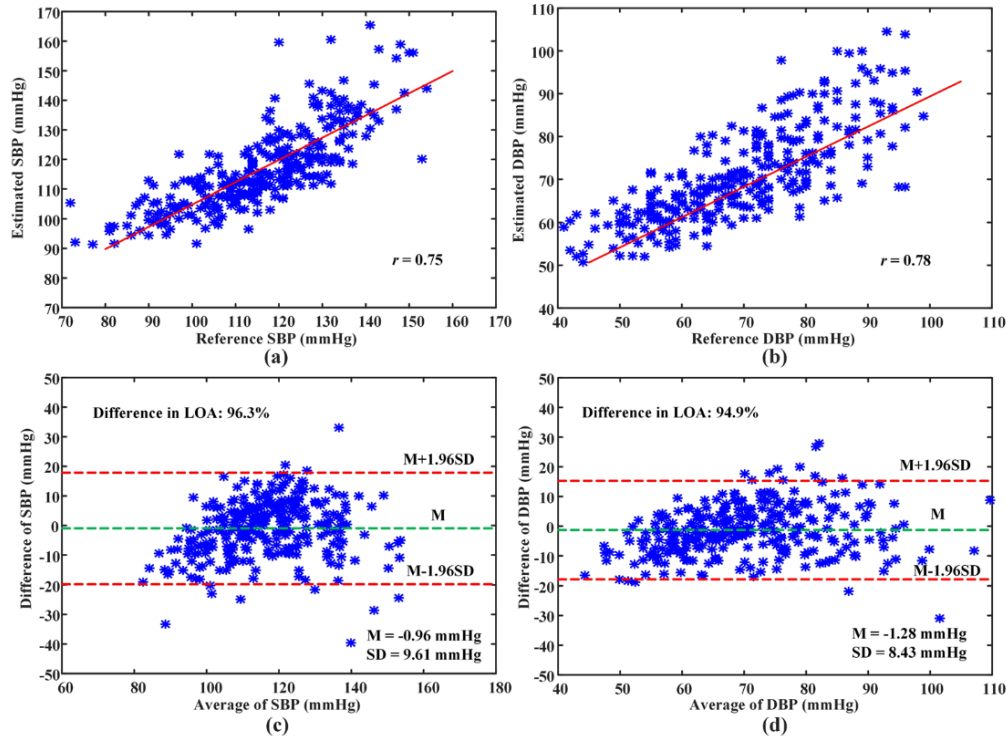 170
160
150
140
130
120
110
100
90
80
70
Estimated SBP (mmHg)
r = 0.75
70 80 90 100 110 120 130 140 150 160 170
Reference SBP (mmHg)
(a)
110
100
90
80
70
60
50
40
Estimated DBP (mmHg)
r = 0.78
40 50 60 70 80 90 100 110
Reference DBP (mmHg)
(b)
50
40
30
20
10
0
-10
-20
-30
-40
-50
Difference of SBP (mmHg)
Difference in LOA: 96.3%
M+1.96SD
M
M-1.96SD
M = -0.96 mmHg
SD = 9.61 mmHg
60 80 100 120 140 160 180
Average of SBP (mmHg)
(c)
50
40
30
20
10
0
-10
-20
-30
-40
-50
Difference of DBP (mmHg)
Difference in LOA: 94.9%
M+1.96SD
M
M-1.96SD
M = -1.28 mmHg
SD = 8.43 mmHg
40 50 60 70 80 90 100 110
Average of DBP (mmHg)
(d)